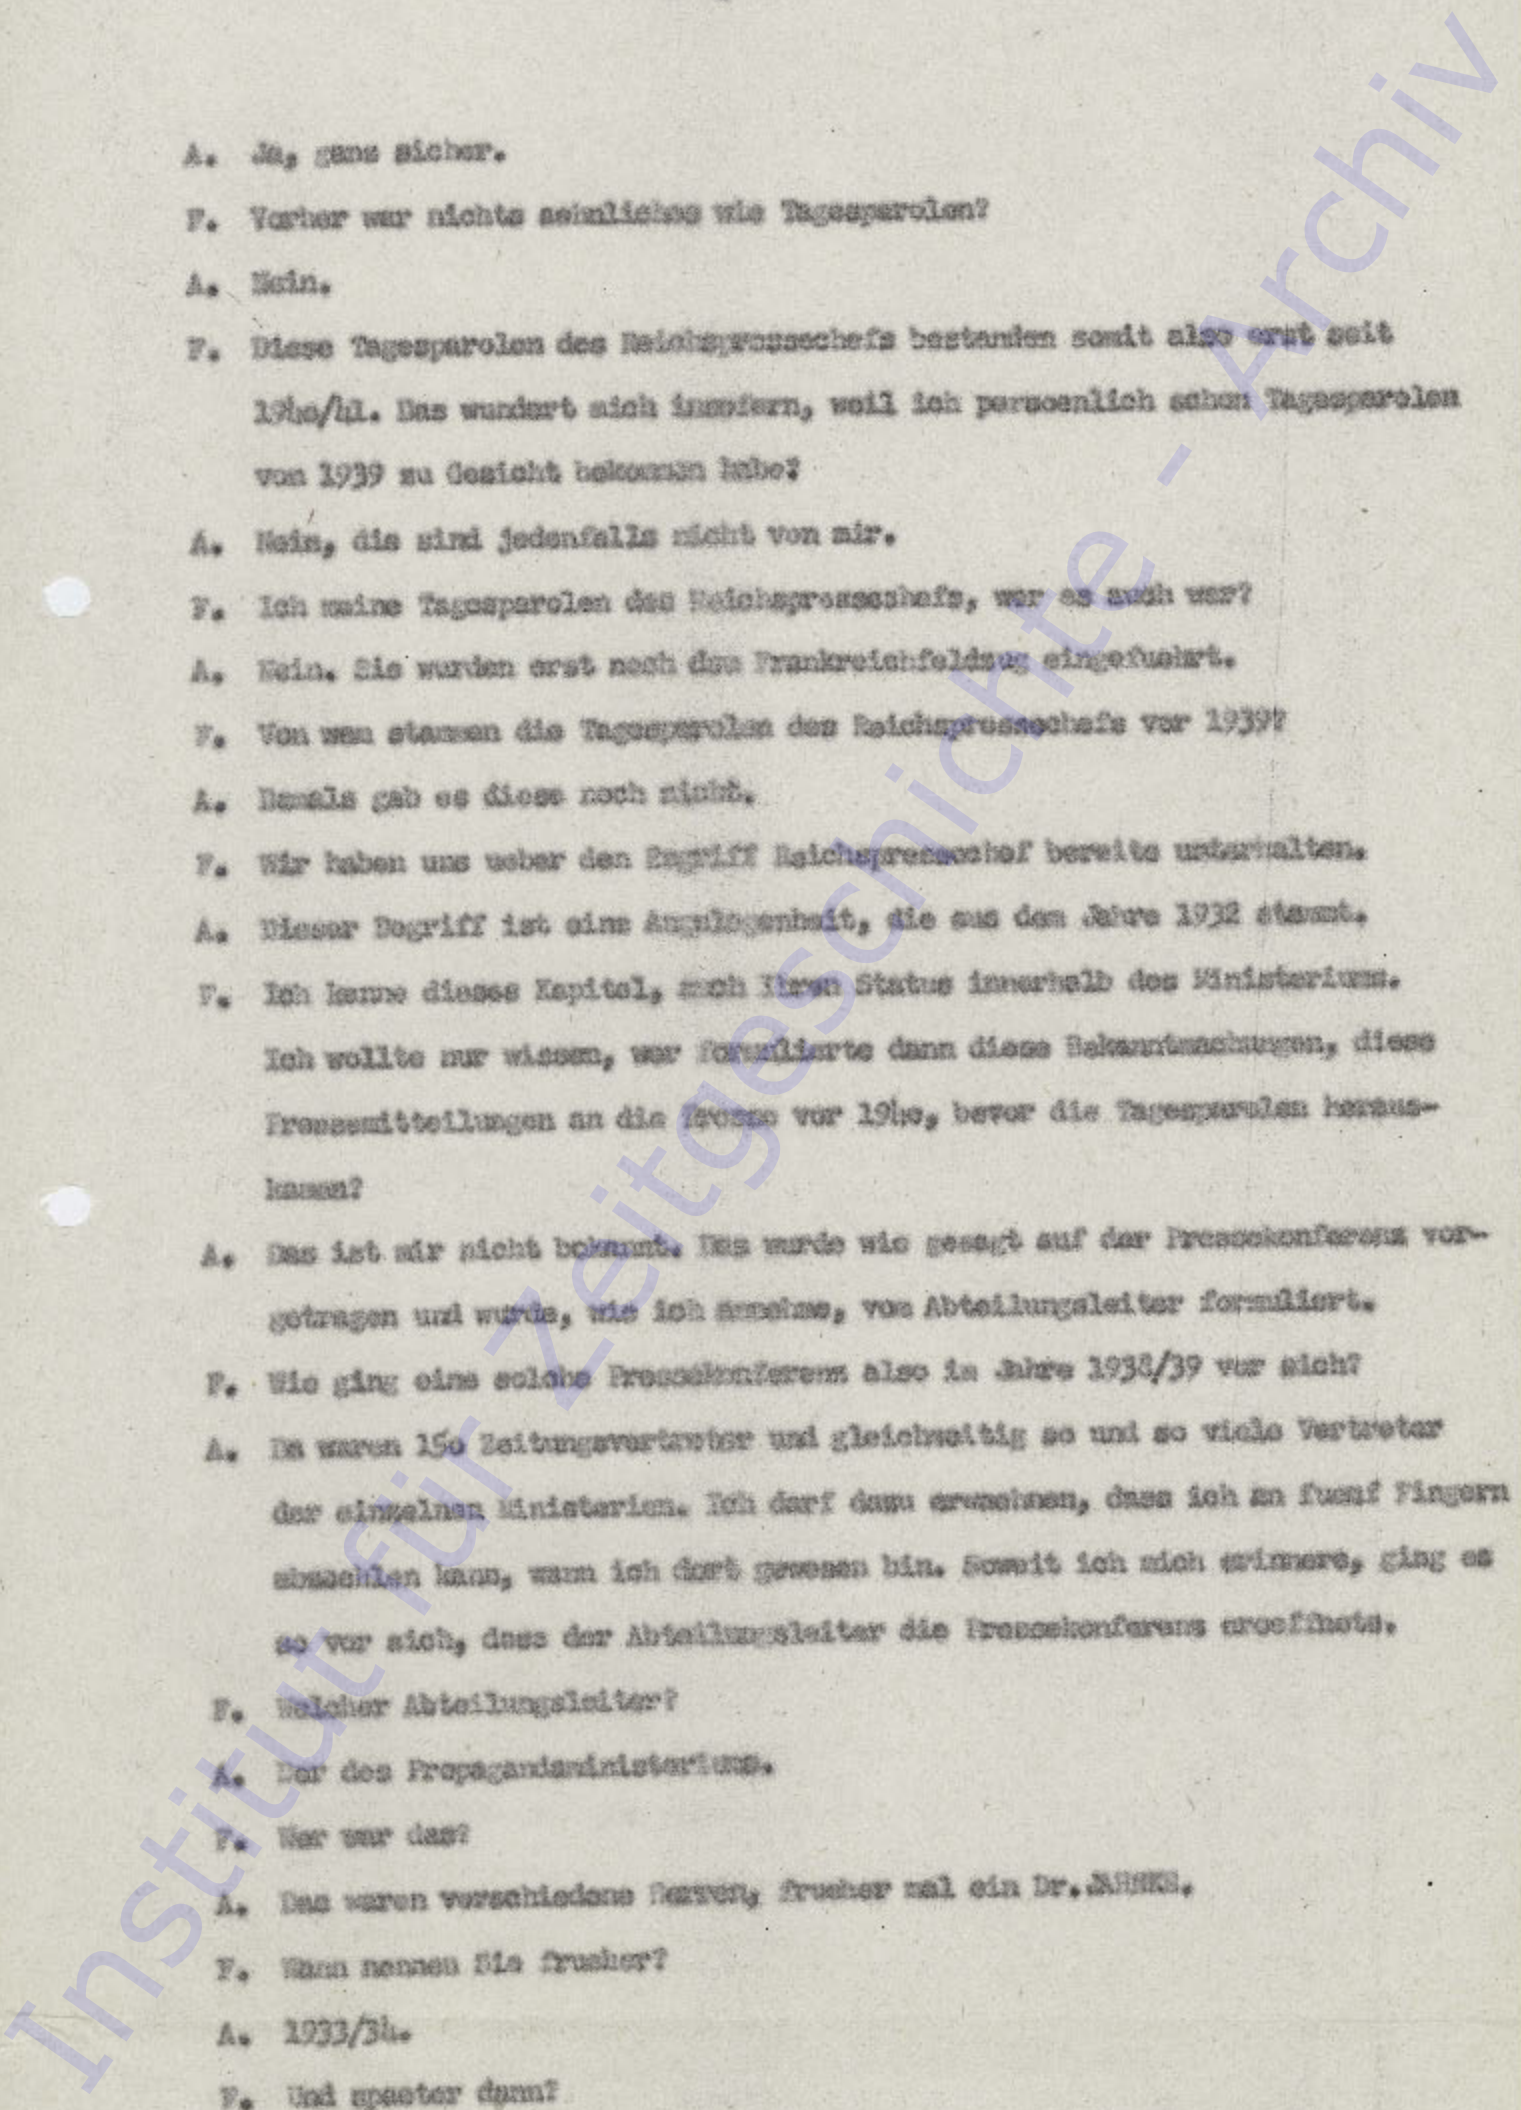 A. Ja, ganz sicher.
F. Vorher war nichts aehnliches wie Tagesparolen?
A. Nein.
F. Diese Tagesparolen des Reichspressechefs bestanden somit also erst seit
194o/41. Das wundert mich insofern, weil ich persoenlich schon Tagesparolen
von 1939 zu Gesicht bekommen habe?
A. Nein, die sind jedenfalls nicht von mir.
F. Ich meine Tagesparolen des Reichspressechefs, wer es auch war?
A. Nein. Sie wurden erst nach dem Frankreichfeldzug eingefuehrt.
F. Von wem stammen die Tagesparolen des Reichspressechefs vor 1939?
A. Damals gab es diese noch nicht.
F. Wir haben uns ueber den Begriff Reichspressechef bereits unterhalten.
A. Dieser Begriff ist eine Angelegenheit, die aus dem Jahre 1932 stammt.
F. Ich kenne dieses Kapitel, auch Ihren Status innerhalb des Ministeriums.
Ich wollte nur wissen, wer formulierte dann diese Bekanntmachungen, diese
Pressemitteilungen an die Presse vor 194o, bevor die Tagesparolen heraus-
kamen?
A. Das ist mir nicht bekannt. Das wurde wie gesagt auf der Pressekonferenz vor-
getragen und wurde, wie ich annehme, vom Abteilungsleiter formuliert.
F. Wie ging eine solche Pressekonferenz also im Jahre 1938/39 vor sich?
A. Da waren 15o Zeitungsvertreter und gleichzeitig so und so viele Vertreter
der einzelnen Ministerien. Ich darf dazu erwaehnen, dass ich an fuenf Fingern
abzaehlen kann, wann ich dort gewesen bin. Soweit ich mich erinnere, ging es
so vor sich, dass der Abteilungsleiter die Pressekonferenz eroeffnete.
F. Welcher Abteilungsleiter?
A. Der des Propagandaministeriums.
F. Wer war das?
A. Das waren verschiedene Herren, frueher mal ein Dr. JAHNKE.
F. Wann nennen Sie frueher?
A. 1933/34.
F. Und spaeter dann?
Institut für Zeitgeschichte - Archiv